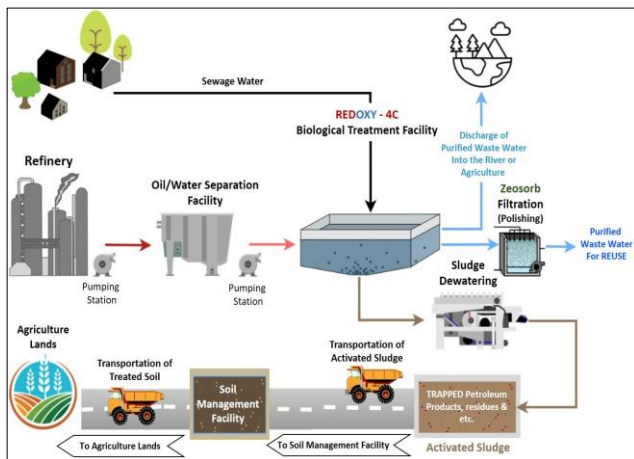 Sewage Water
REDOXY - 4C
Biological Treatment Facility
Discharge of
Purified Waste Water
Into the River or
Agriculture
Refinery
Oil/Water Separation
Facility
Zeosorb
Filtration
(Polishing)
Purified
Waste Water
For REUSE
Pumping
Station
Pumping
Station
Sludge
Dewatering
Agriculture
Lands
Transportation of
Treated Soil
Transportation of
Activated Sludge
Soil
Management
Facility
TRAPPED Petroleum
Products, residues &
etc.
Activated Sludge
To Agriculture Lands
To Soil Management Facility